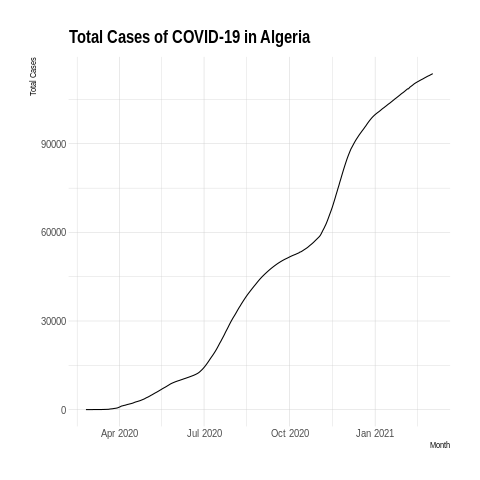 Total Cases of COVID-19 in Algeria
Total Cases
90000
60000
30000
0
Apr 2020
Jul 2020
Oct 2020
Jan 2021
Month